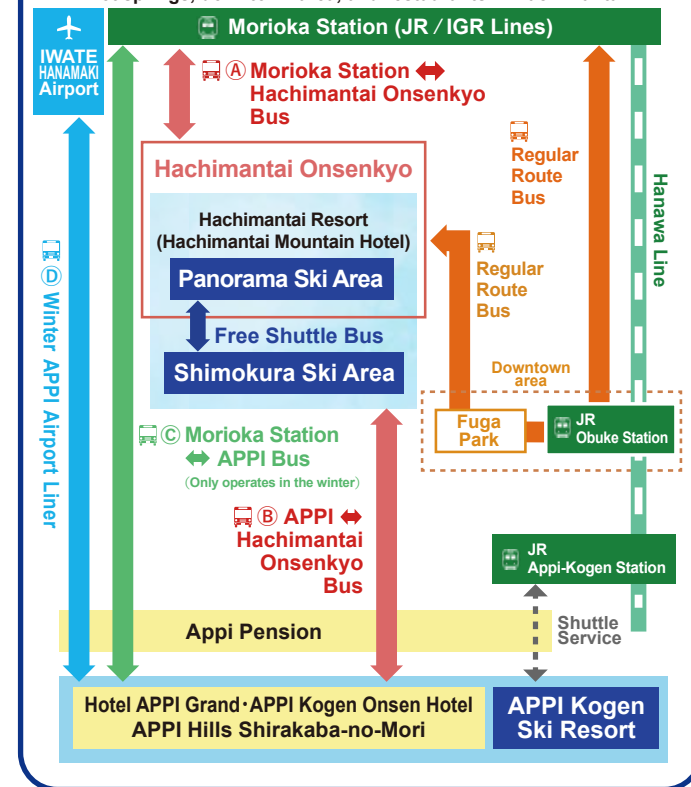 IWATE
HANAMAKI
Airport
Morioka Station (JR / IGR Lines)
Ⓐ Morioka Station ⇔
Hachimantai Onsenkyo
Bus
Hachimantai Onsenkyo
Hachimantai Resort
(Hachimantai Mountain Hotel)
Panorama Ski Area
Free Shuttle Bus
Shimokura Ski Area
Regular
Route
Bus
Regular
Route
Bus
Hanawa Line
Downtown
area
Fuga
Park
JR
Obuke Station
Ⓓ Winter APPI Airport Liner
Ⓒ Morioka Station
⇔ APPI Bus
(Only operates in the winter)
Ⓑ APPI ⇔
Hachimantai
Onsenkyo
Bus
JR
Appi-Kogen Station
Shuttle
Service
Appi Pension
Hotel APPI Grand・APPI Kogen Onsen Hotel
APPI Hills Shirakaba-no-Mori
APPI Kogen
Ski Resort